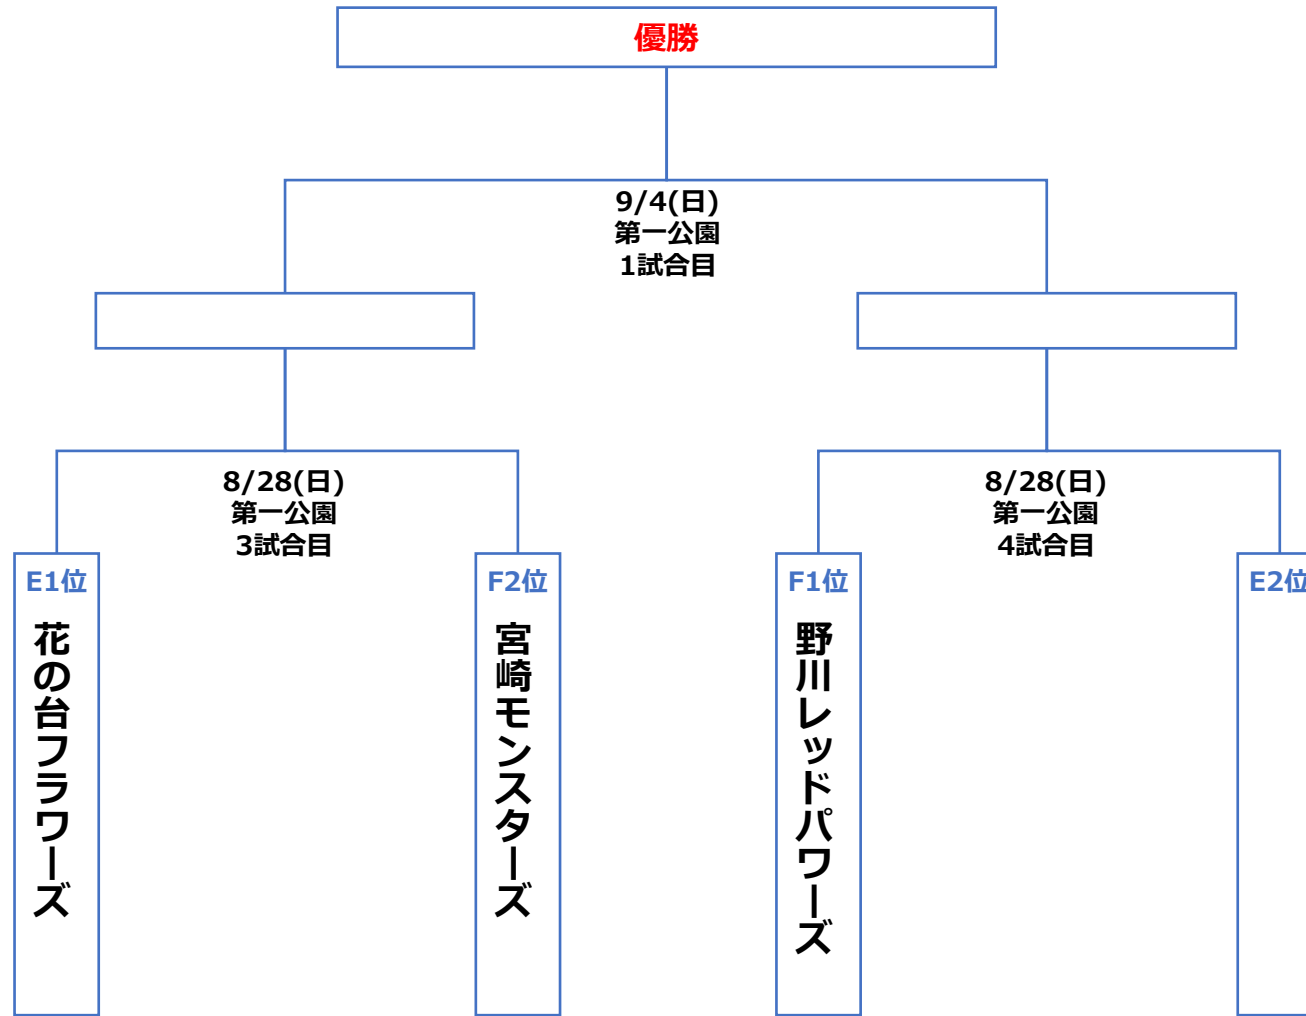 優勝
9/4(日)
第一公園
1試合目
8/28(日)
第一公園
3試合目
8/28(日)
第一公園
4試合目
E1位
花の台フラワーズ
F2位
宮崎モンスターズ
F1位
野川レッドパワーズ
E2位